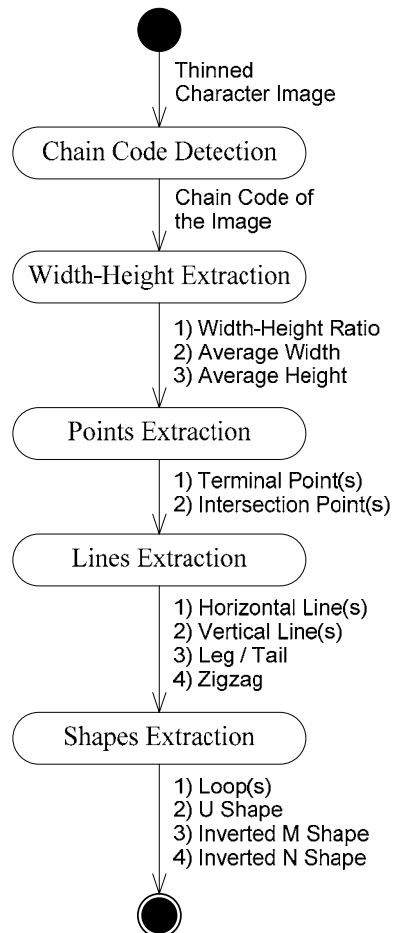 Thinned
Character Image
Chain Code Detection
Chain Code of
the Image
Width-Height Extraction
1) Width-Height Ratio
2) Average Width
3) Average Height
Points Extraction
1) Terminal Point(s)
2) Intersection Point(s)
Lines Extraction
1) Horizontal Line(s)
2) Vertical Line(s)
3) Leg / Tail
4) Zigzag
Shapes Extraction
1) Loop(s)
2) U Shape
3) Inverted M Shape
4) Inverted N Shape